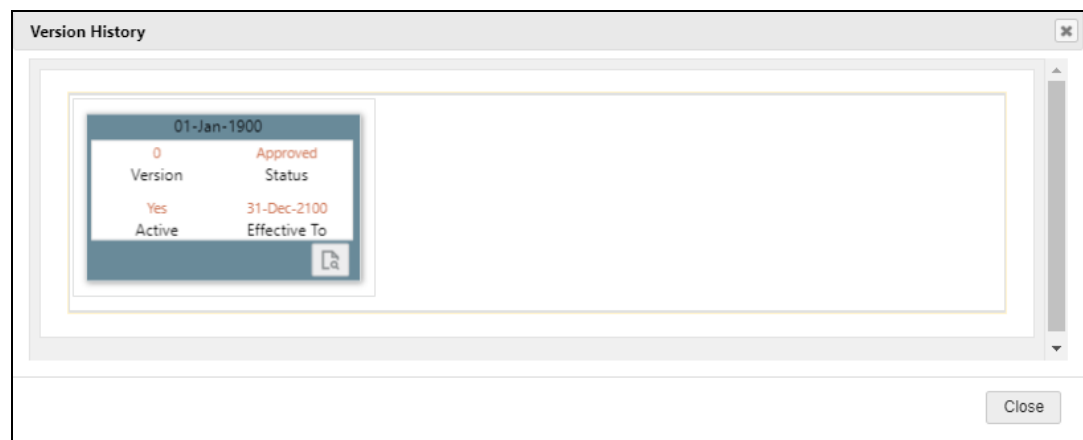 Version History
01-Jan-1900
0 Approved
Version Status
Yes 31-Dec-2100
Active Effective To
Close